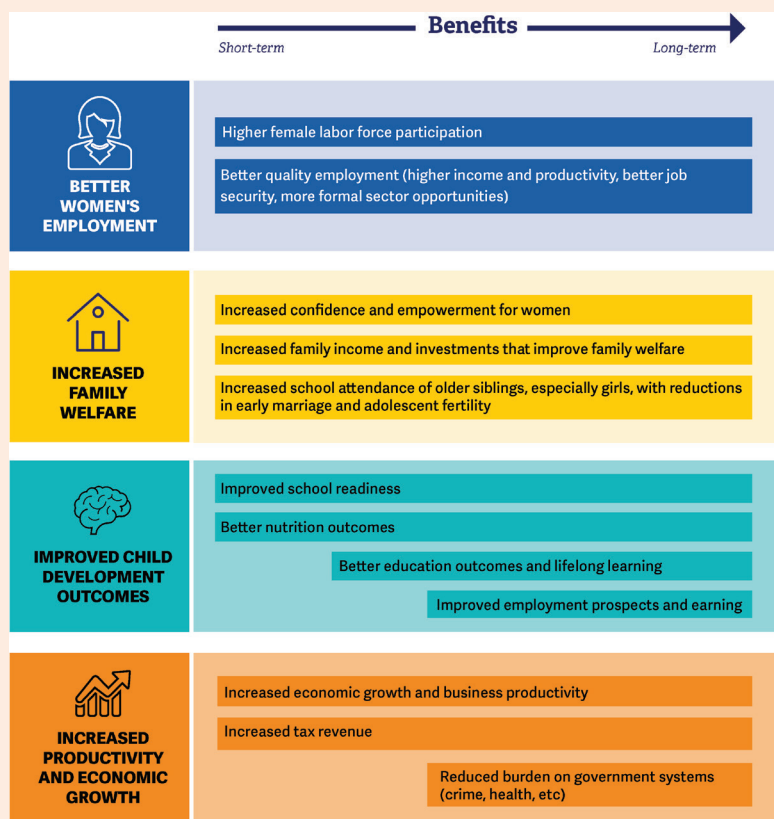 Benefits
Short-term
Long-term
BETTER
WOMEN'S
EMPLOYMENT
Higher female labor force participation
Better quality employment (higher income and productivity, better job
security, more formal sector opportunities)
INCREASED
FAMILY
WELFARE
Increased confidence and empowerment for women
Increased family income and investments that improve family welfare
Increased school attendance of older siblings, especially girls, with reductions
in early marriage and adolescent fertility
IMPROVED CHILD
DEVELOPMENT
OUTCOMES
Improved school readiness
Better nutrition outcomes
Better education outcomes and lifelong learning
Improved employment prospects and earning
INCREASED
PRODUCTIVITY
AND ECONOMIC
GROWTH
Increased economic growth and business productivity
Increased tax revenue
Reduced burden on government systems
(crime, health, etc)